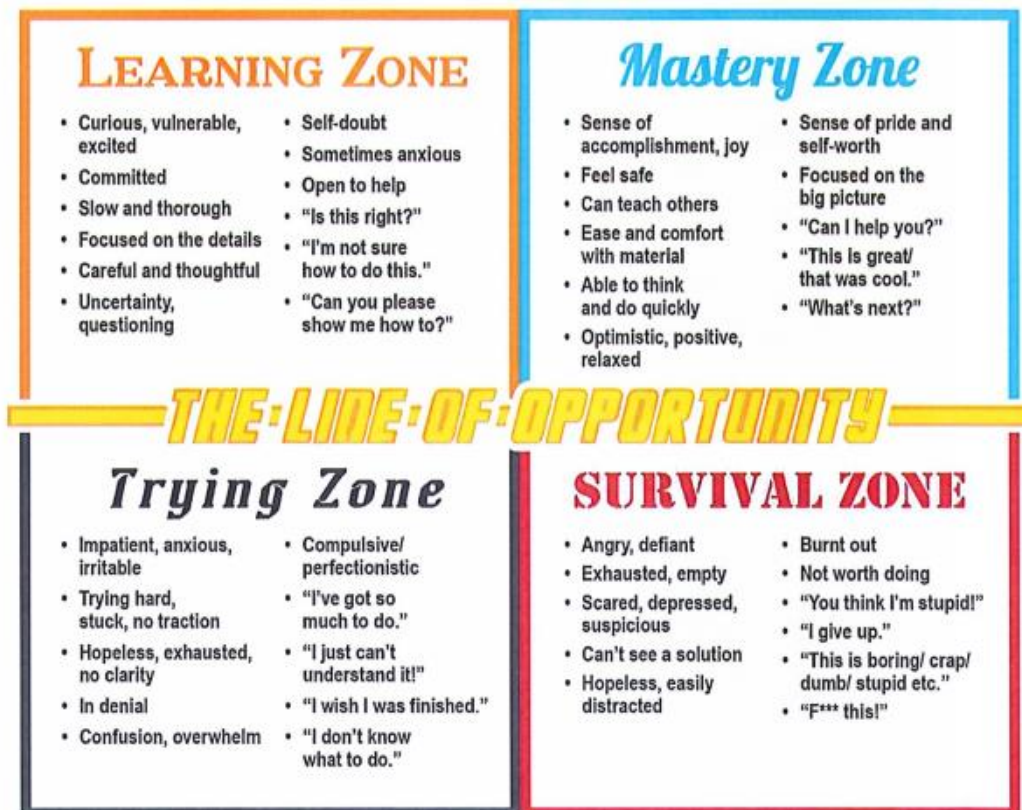 LEARNING ZONE
• Curious, vulnerable,
excited
• Committed
• Slow and thorough
• Focused on the details
• Careful and thoughtful
• Uncertainty,
questioning
• Self-doubt
• Sometimes anxious
• Open to help
• “Is this right?”
• “I'm not sure
how to do this.”
• “Can you please
show me how to?”
Mastery Zone
• Sense of
accomplishment, joy
• Feel safe
• Can teach others
• Ease and comfort
with material
• Able to think
and do quickly
• Optimistic, positive,
relaxed
• Sense of pride and
self-worth
• Focused on the
big picture
• “Can I help you?”
• “This is great/
that was cool.”
• “What's next?”
THE·LINE·OF·OPPORTUNITY
Trying Zone
• Impatient, anxious,
irritable
• Trying hard,
stuck, no traction
• Hopeless, exhausted,
no clarity
• In denial
• Confusion, overwhelm
• Compulsive/
perfectionistic
• “I've got so
much to do.”
• “I just can't
understand it!”
• “I wish I was finished.”
• “I don't know
what to do.”
SURVIVAL ZONE
• Angry, defiant
• Exhausted, empty
• Scared, depressed,
suspicious
• Can't see a solution
• Hopeless, easily
distracted
• Burnt out
• Not worth doing
• “You think I'm stupid!”
• “I give up.”
• “This is boring/ crap/
dumb/ stupid etc.”
• “F*** this!”